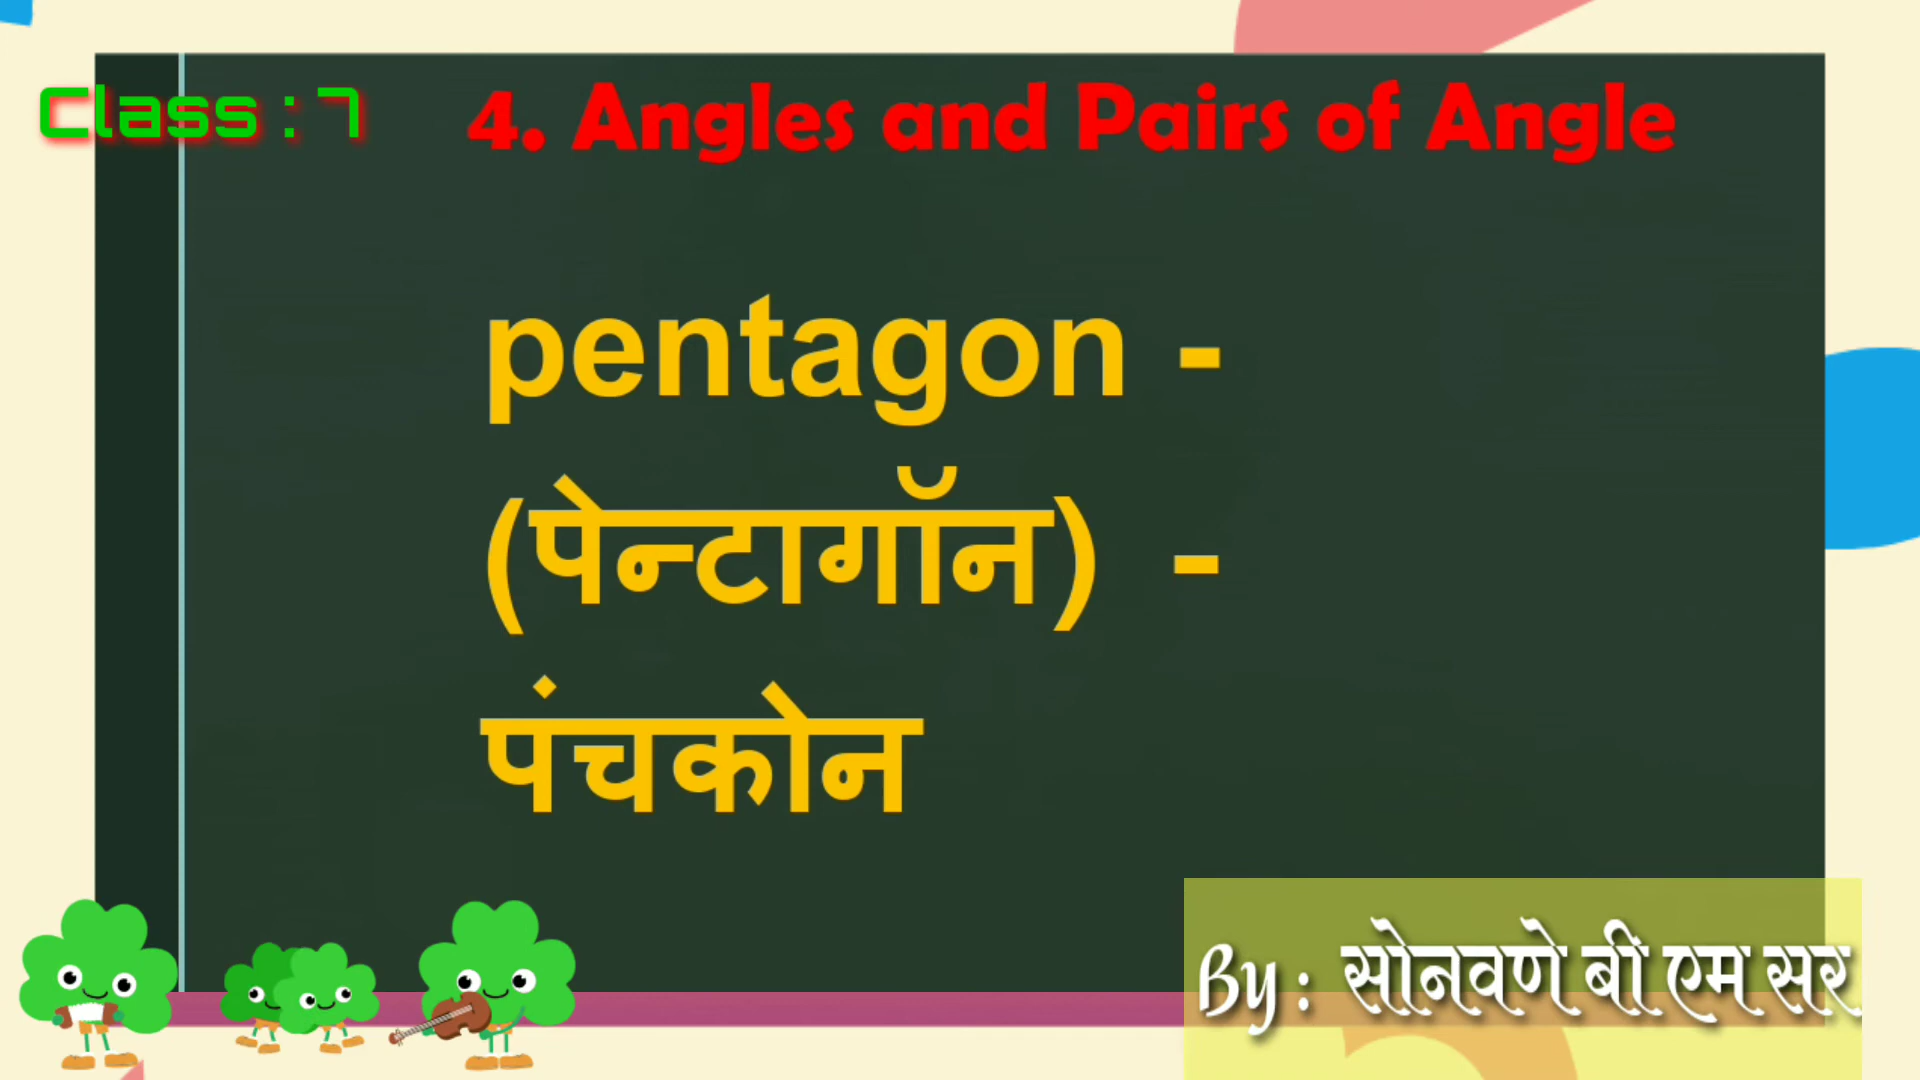 Class : 7
4. Angles and Pairs of Angle
pentagon -
(पेन्टागॉन) -
पंचकोन
By : सोनवणे बी एम सर